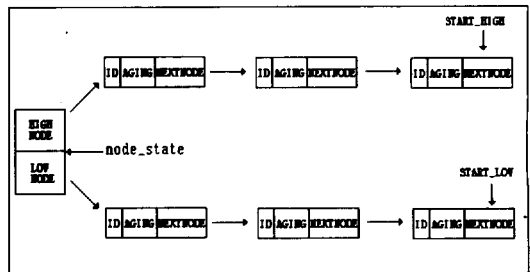 START_HIGH
ID AGING NEXTNODE
ID AGING NEXTNODE
ID AGING NEXTNODE
HIGH
NODE
node_state
LOW
NODE
START_LOW
ID AGING NEXTNODE
ID AGING NEXTNODE
ID AGING NEXTNODE